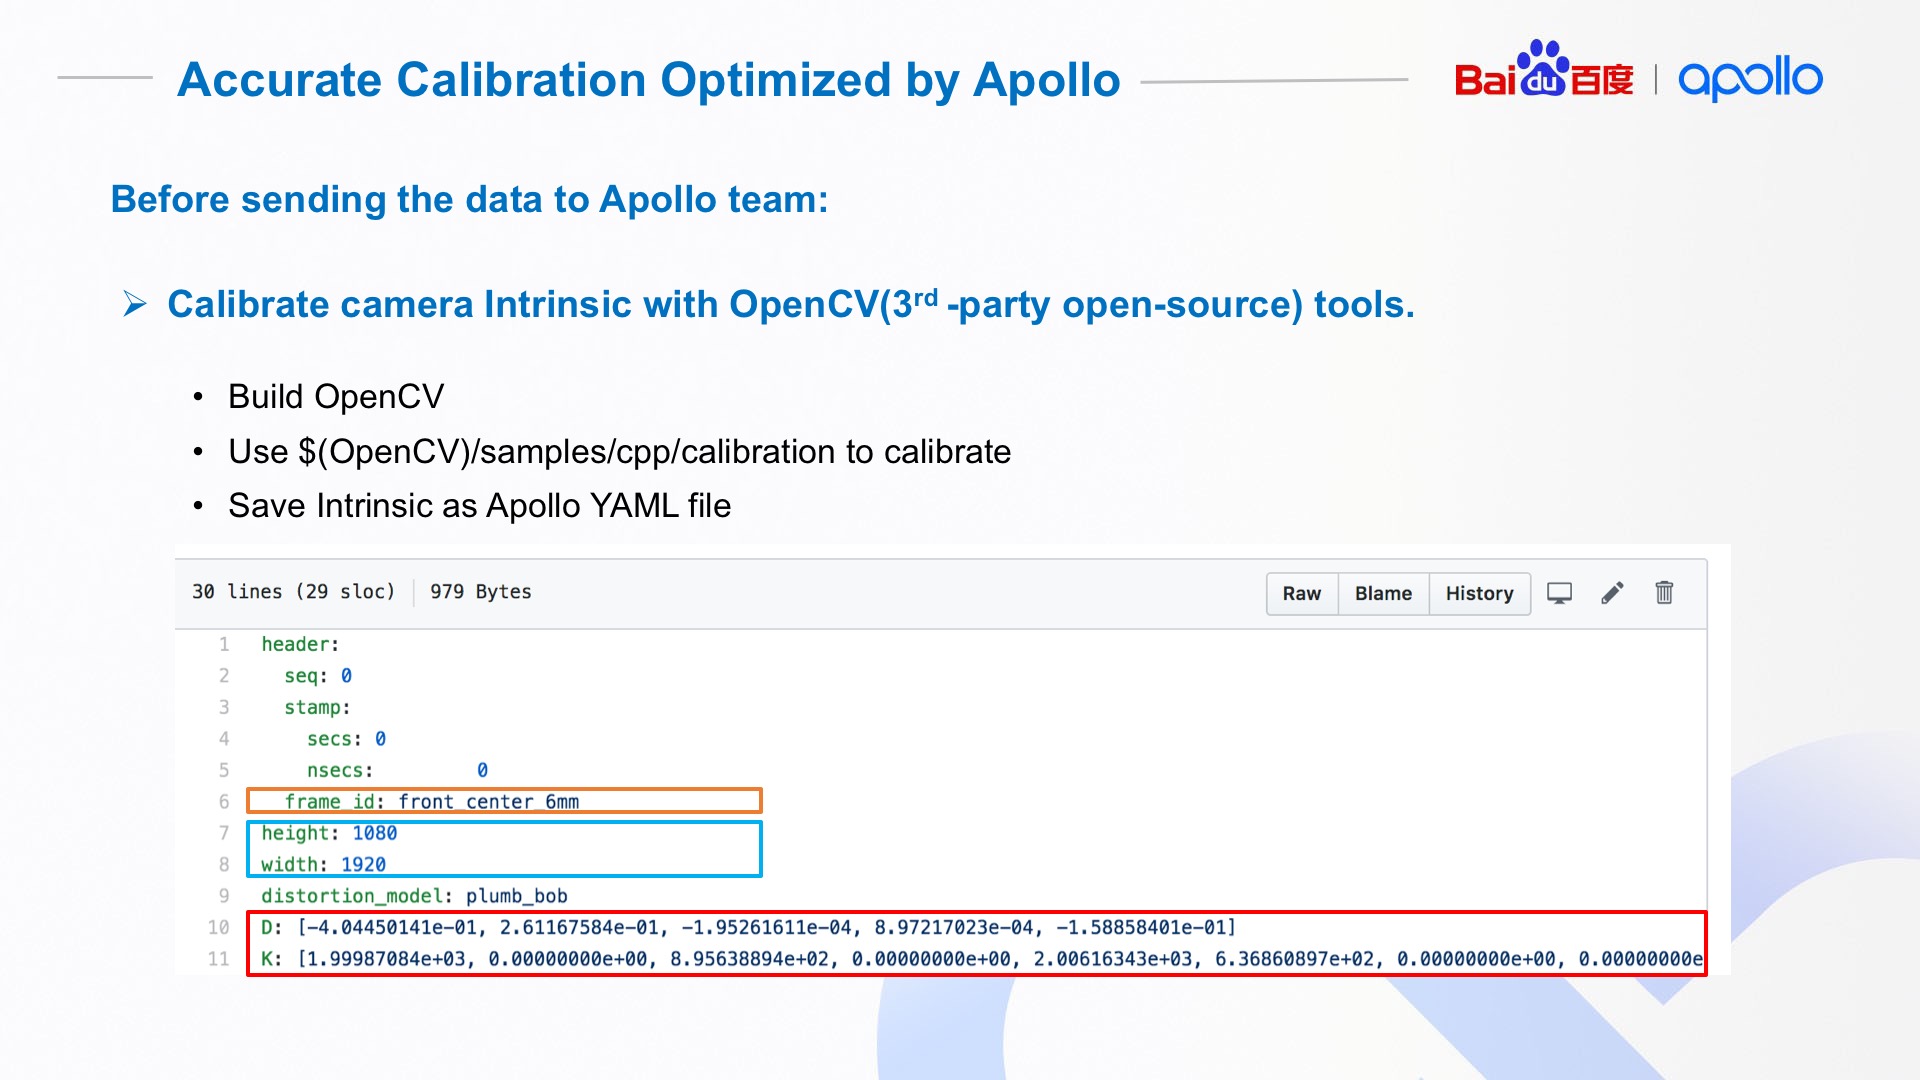 Accurate Calibration Optimized by Apollo
Bai du 百度 | apollo
Before sending the data to Apollo team:
➢ Calibrate camera Intrinsic with OpenCV(3rd -party open-source) tools.
• Build OpenCV
• Use $(OpenCV)/samples/cpp/calibration to calibrate
• Save Intrinsic as Apollo YAML file
30 lines (29 sloc) | 979 Bytes Raw Blame History
1 header:
2 seq: 0
3 stamp:
4 secs: 0
5 nsecs: 0
6 frame_id: front_center_6mm
7 height: 1080
8 width: 1920
9 distortion_model: plumb_bob
10 D: [-4.04450141e-01, 2.61167584e-01, -1.95261611e-04, 8.97217023e-04, -1.58858401e-01]
11 K: [1.99987084e+03, 0.00000000e+00, 8.95638894e+02, 0.00000000e+00, 2.00616343e+03, 6.36860897e+02, 0.00000000e+00, 0.00000000e